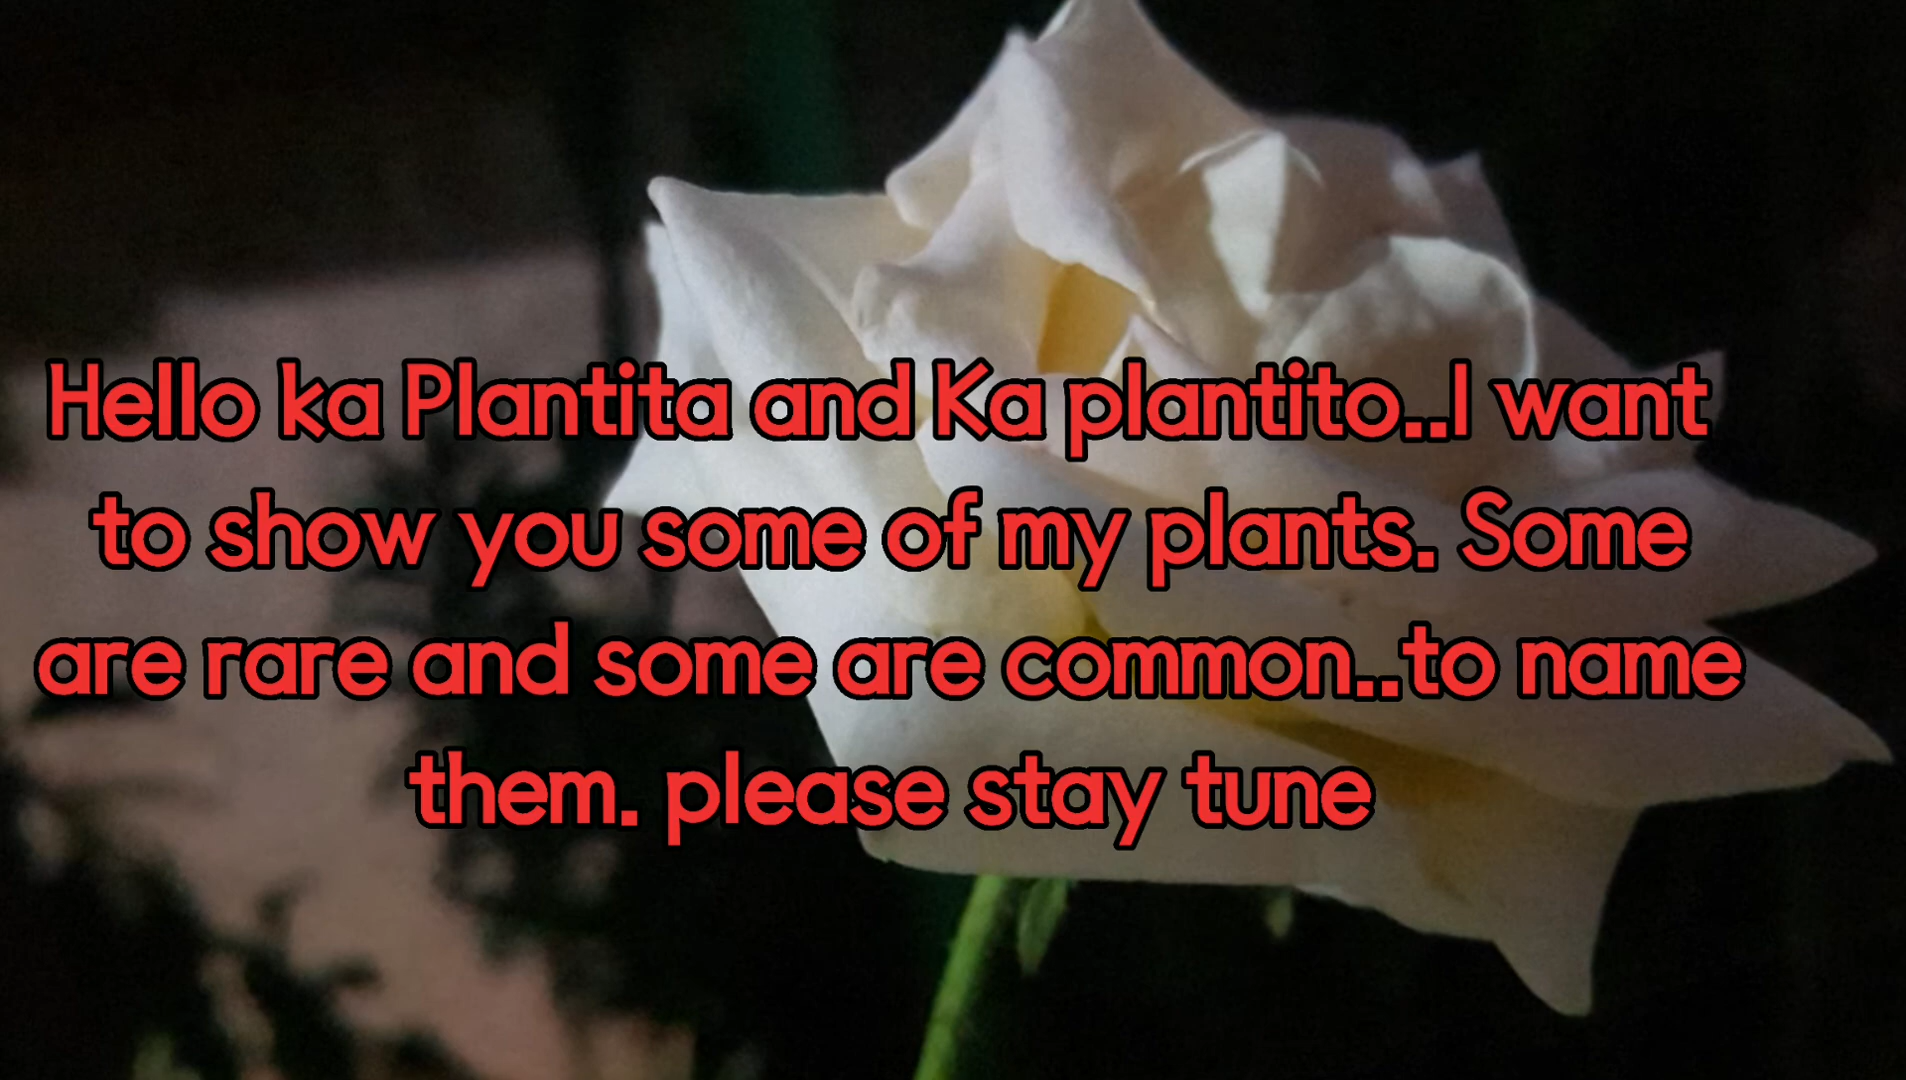 Hello ka Plantita and Ka plantito..I want
to show you some of my plants. Some
are rare and some are common..to name
them. please stay tune